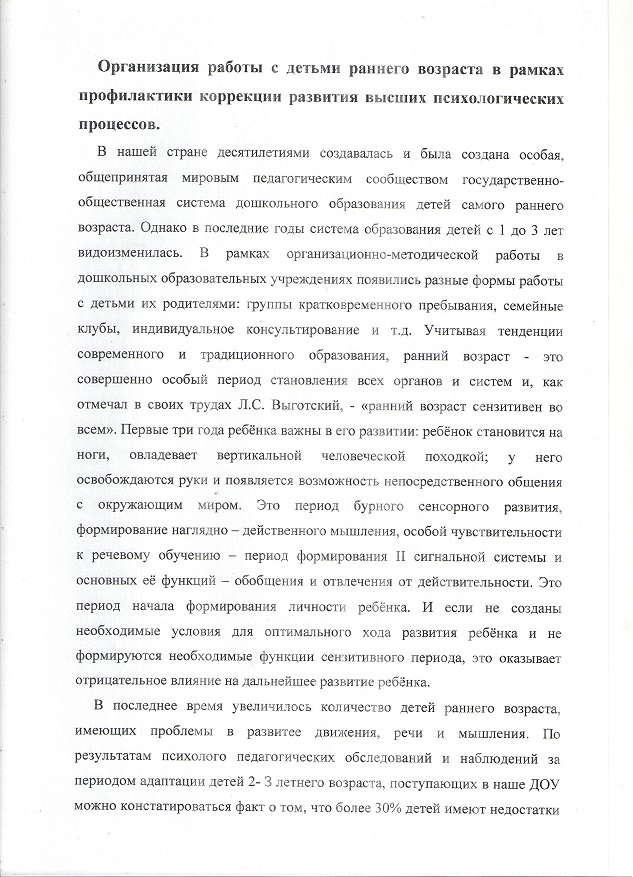 Организация работы с детьми раннего возраста в рамках
профилактики коррекции развития высших психологических
процессов.
В нашей стране десятилетиями создавалась и была создана особая,
общепринятая мировым педагогическим сообществом государственно-
общественная система дошкольного образования детей самого раннего
возраста. Однако в последние годы система образования детей с 1 до 3 лет
видоизменилась. В рамках организационно-методической работы в
дошкольных образовательных учреждениях появились разные формы работы
с детьми их родителями: группы кратковременного пребывания, семейные
клубы, индивидуальное консультирование и т.д. Учитывая тенденции
современного и традиционного образования, ранний возраст - это
совершенно особый период становления всех органов и систем и, как
отмечал в своих трудах Л.С. Выготский, - «ранний возраст сензитивен во
всем». Первые три года ребёнка важны в его развитии: ребёнок становится на
ноги, овладевает вертикальной человеческой походкой; у него
освобождаются руки и появляется возможность непосредственного общения
с окружающим миром. Это период бурного сенсорного развития,
формирование наглядно – действенного мышления, особой чувствительности
к речевому обучению – период формирования II сигнальной системы и
основных её функций – обобщения и отвлечения от действительности. Это
период начала формирования личности ребёнка. И если не созданы
необходимые условия для оптимального хода развития ребёнка и не
формируются необходимые функции сензитивного периода, это оказывает
отрицательное влияние на дальнейшее развитие ребёнка.
В последнее время увеличилось количество детей раннего возраста,
имеющих проблемы в развитее движения, речи и мышления. По
результатам психолого педагогических обследований и наблюдений за
периодом адаптации детей 2- 3 летнего возраста, поступающих в наше ДОУ
можно констатироваться факт о том, что более 30% детей имеют недостатки